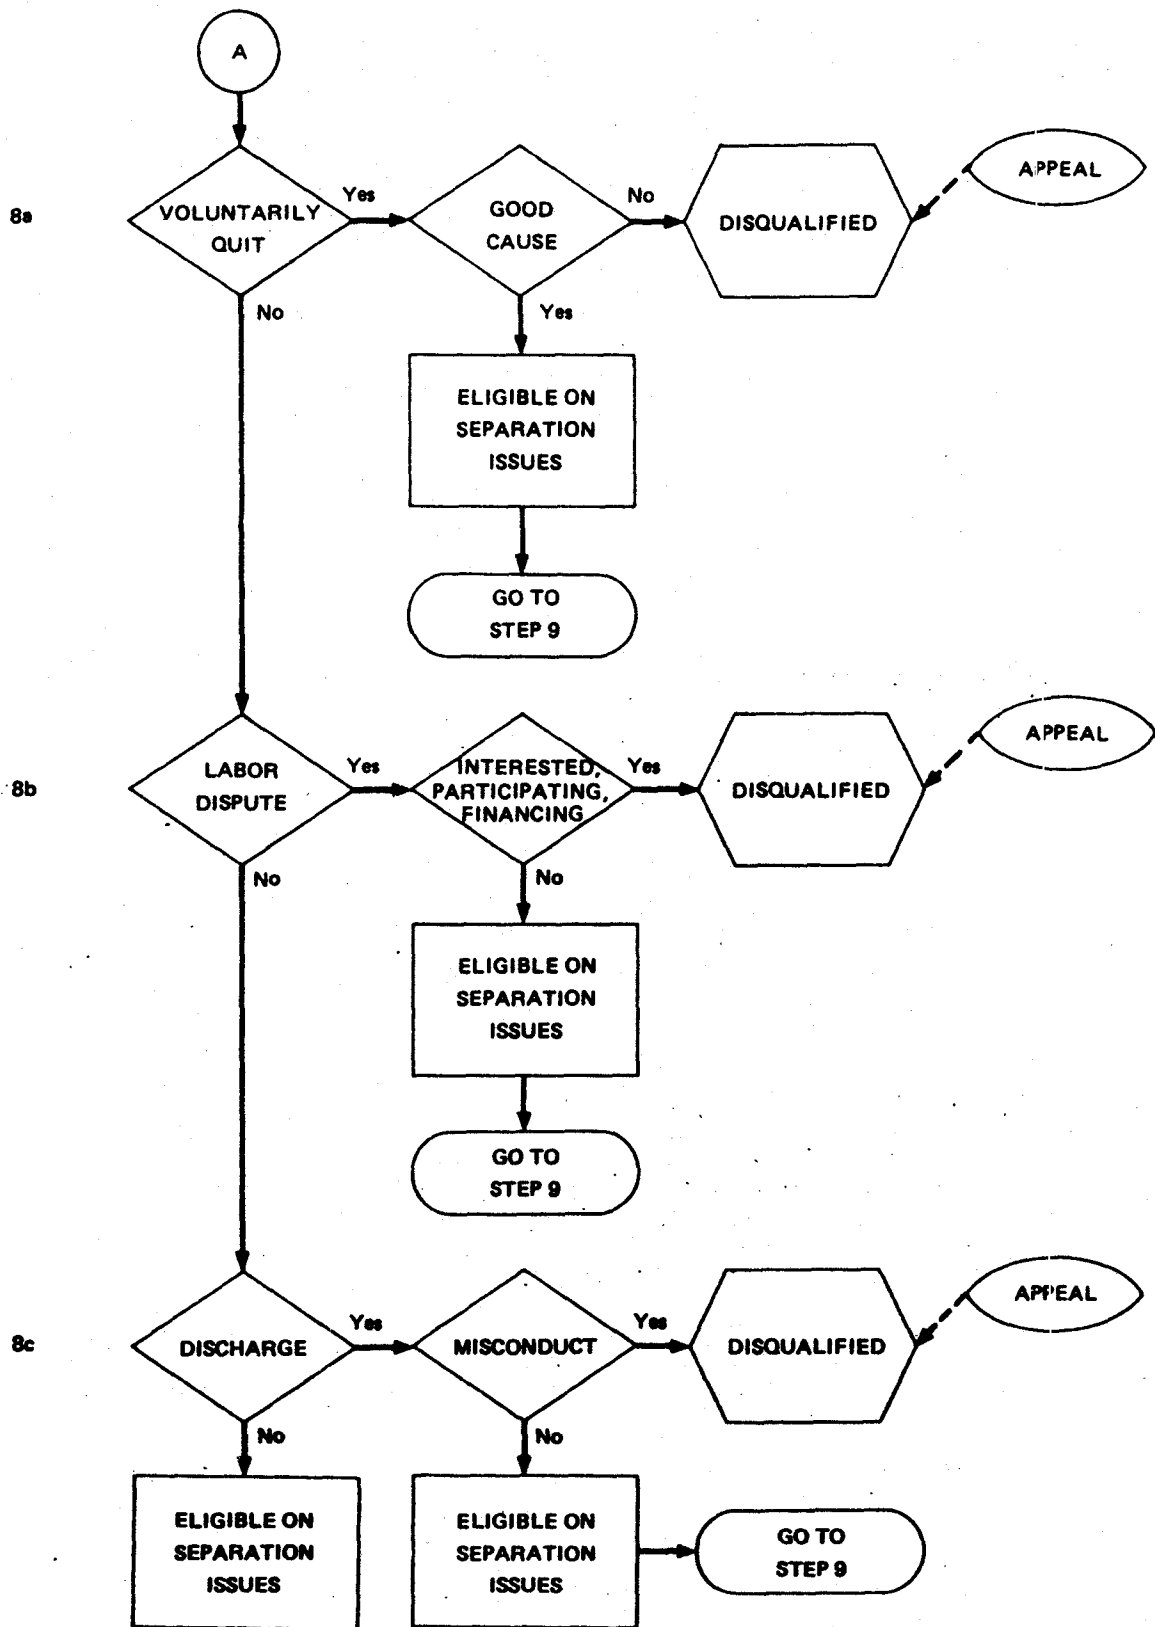 A
8a
VOLUNTARILY
QUIT
Yes
GOOD
CAUSE
No
DISQUALIFIED
APPEAL
No
Yes
ELIGIBLE ON
SEPARATION
ISSUES
GO TO
STEP 9
8b
LABOR
DISPUTE
Yes
INTERESTED,
PARTICIPATING,
FINANCING
Yes
DISQUALIFIED
APPEAL
No
No
ELIGIBLE ON
SEPARATION
ISSUES
GO TO
STEP 9
8c
DISCHARGE
Yes
MISCONDUCT
Yes
DISQUALIFIED
APPEAL
No
No
ELIGIBLE ON
SEPARATION
ISSUES
ELIGIBLE ON
SEPARATION
ISSUES
GO TO
STEP 9